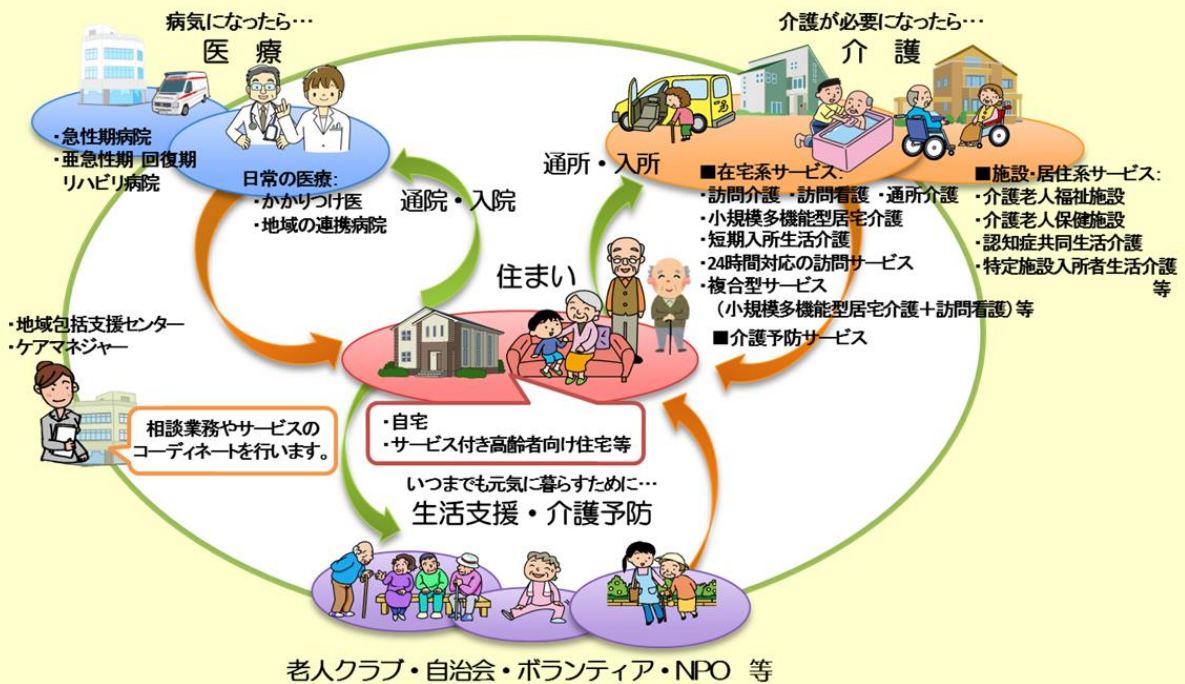 病気になったら…
医 療
・急性期病院
・亜急性期 回復期
リハビリ病院
日常の医療:
・かかりつけ医
・地域の連携病院
通院・入院
介護が必要になったら…
介 護
通所・入所
■在宅系サービス:
・訪問介護 ・訪問看護 ・通所介護
・小規模多機能型居宅介護
・短期入所生活介護
・24時間対応の訪問サービス
・複合型サービス
(小規模多機能型居宅介護+訪問看護)等
■介護予防サービス
■施設・居住系サービス:
・介護老人福祉施設
・介護老人保健施設
・認知症共同生活介護
・特定施設入所者生活介護
等
住まい
・自宅
・サービス付き高齢者向け住宅等
・地域包括支援センター
・ケアマネジャー
相談業務やサービスの
コーディネートを行います。
いつまでも元気に暮らすために…
生活支援・介護予防
老人クラブ・自治会・ボランティア・NPO 等